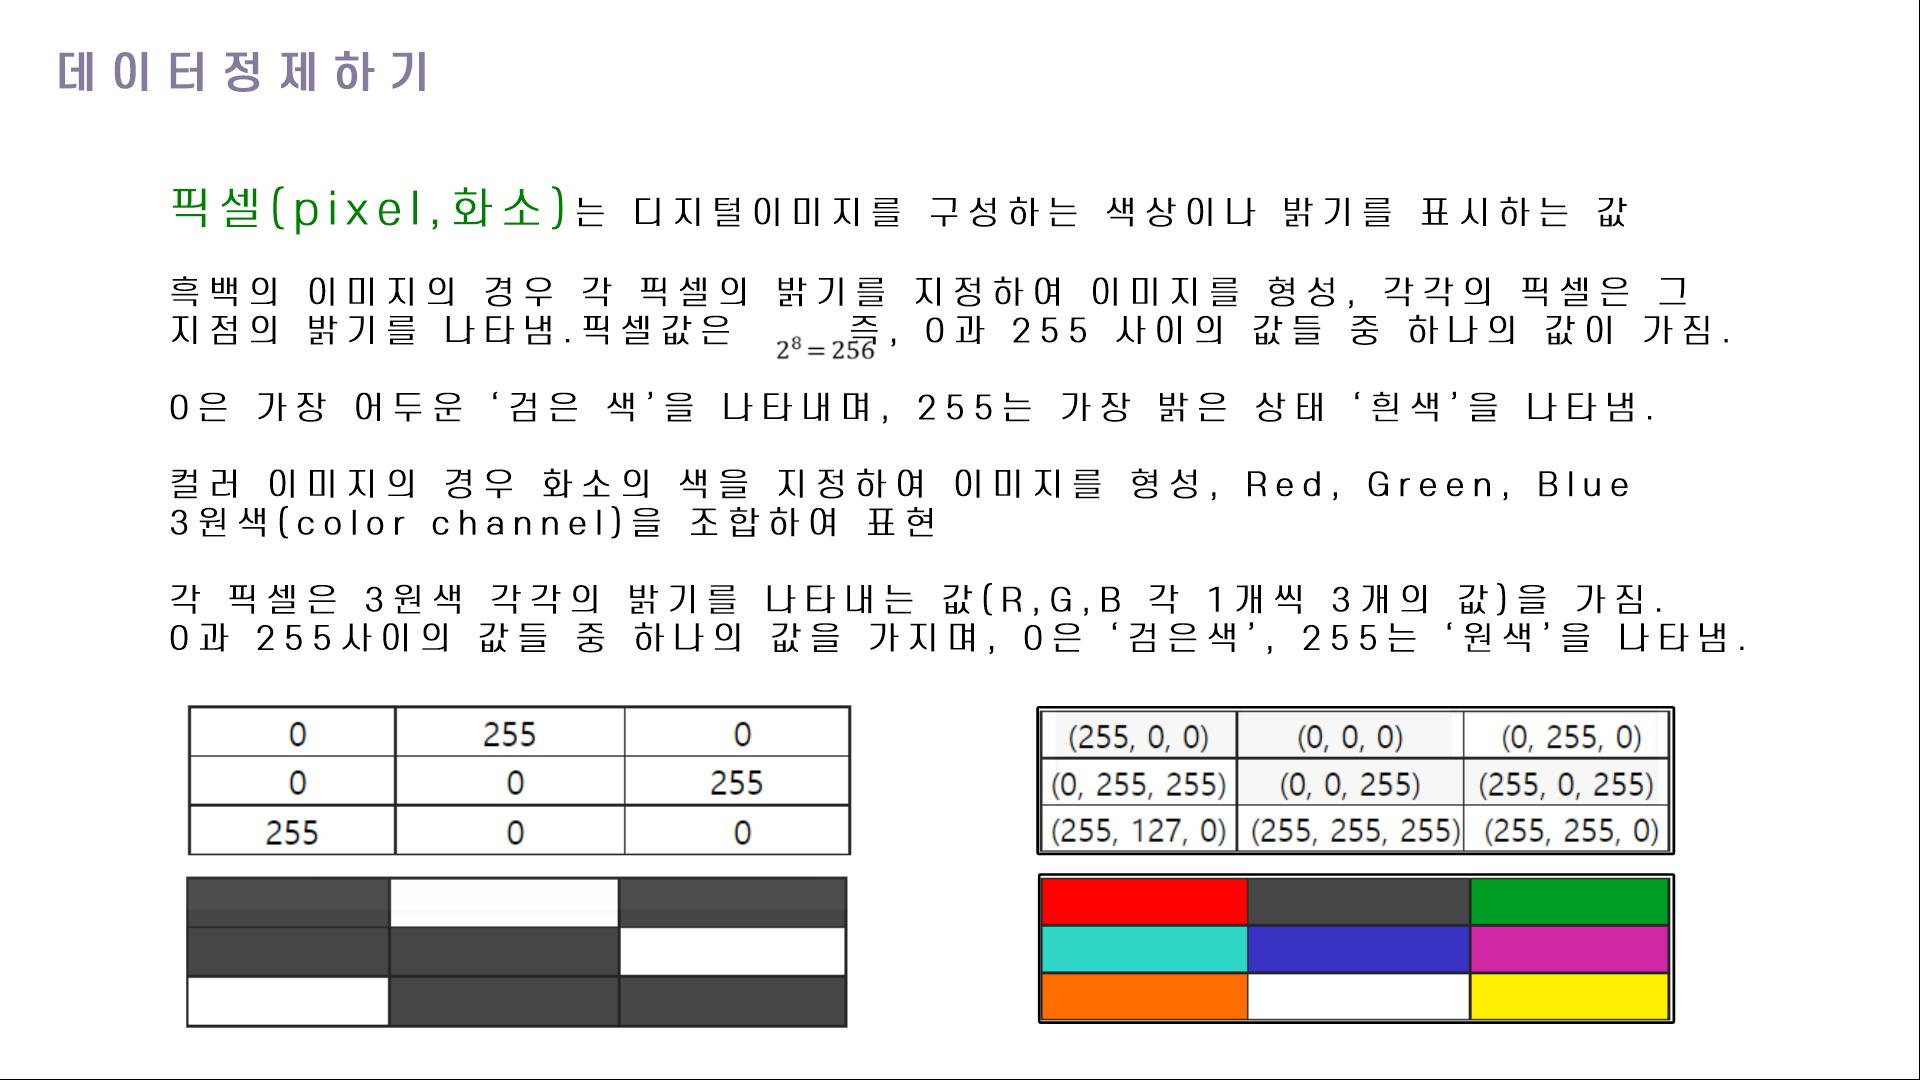 데이터정제하기
픽셀(pixel,화소)는 디지털이미지를 구성하는 색상이나 밝기를 표시하는 값
흑백의 이미지의 경우 각 픽셀의 밝기를 지정하여 이미지를 형성, 각각의 픽셀은 그
지점의 밝기를 나타냄.픽셀값은 2⁸ = 256 즉, 0과 255 사이의 값들 중 하나의 값이 가짐.
0은 가장 어두운 ‘검은 색’을 나타내며, 255는 가장 밝은 상태 ‘흰색’을 나타냄.
컬러 이미지의 경우 화소의 색을 지정하여 이미지를 형성, Red, Green, Blue
3원색(color channel)을 조합하여 표현
각 픽셀은 3원색 각각의 밝기를 나타내는 값(R,G,B 각 1개씩 3개의 값)을 가짐.
0과 255사이의 값들 중 하나의 값을 가지며, 0은 ‘검은색’, 255는 ‘원색’을 나타냄.
0 255 0
0 0 255
255 0 0
(255, 0, 0) (0, 0, 0) (0, 255, 0)
(0, 255, 255) (0, 0, 255) (255, 0, 255)
(255, 127, 0) (255, 255, 255) (255, 255, 0)